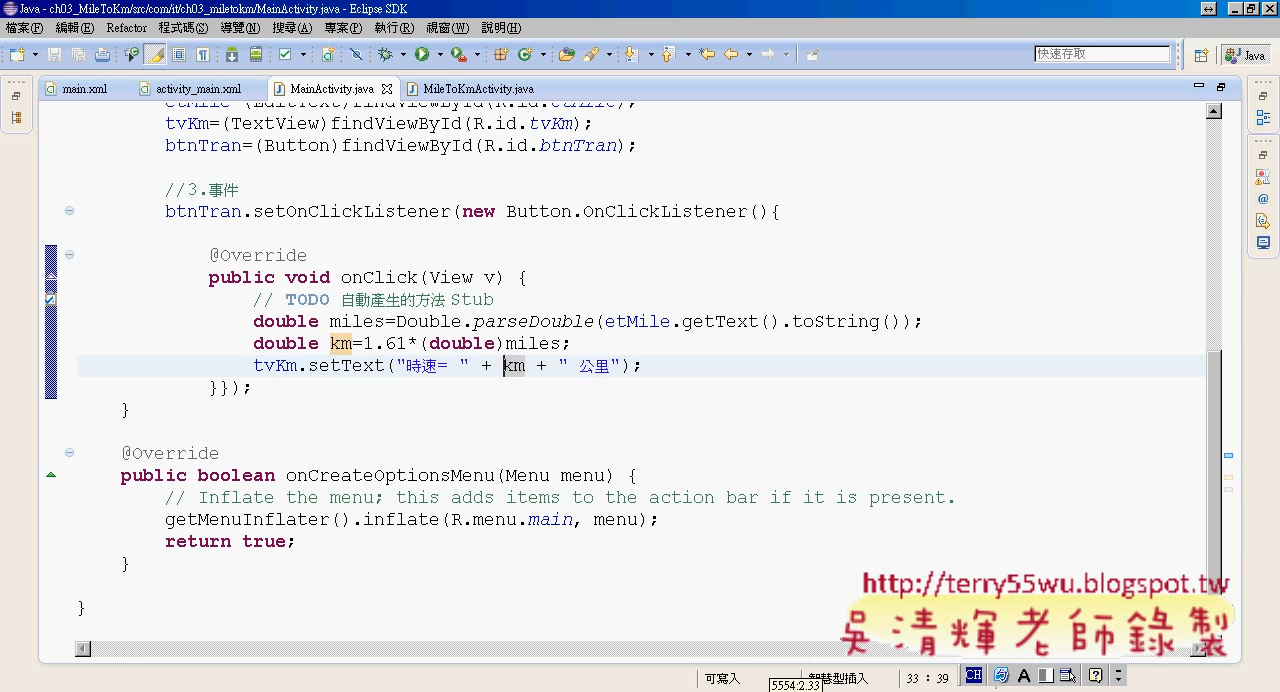 Java - ch03_MileToKm/src/com/it/ch03_miletokm/MainActivity.java - Eclipse SDK
檔案(F) 編輯(E) Refactor 程式碼(S) 導覽(N) 搜尋(A) 專案(P) 執行(R) 視窗(W) 說明(H)
快速存取 Java
main.xml activity_main.xml MainActivity.java MileToKmActivity.java
tvKm=(TextView)findViewById(R.id.tvKm);
btnTran=(Button)findViewById(R.id.btnTran);
//3.事件
btnTran.setOnClickListener(new Button.OnClickListener(){
@Override
public void onClick(View v) {
// TODO 自動產生的方法 Stub
double miles=Double.parseDouble(etMile.getText().toString());
double km=1.61*(double)miles;
tvKm.setText("時速= " + km + " 公里");
}});
}
@Override
public boolean onCreateOptionsMenu(Menu menu) {
// Inflate the menu; this adds items to the action bar if it is present.
getMenuInflater().inflate(R.menu.main, menu);
return true;
}
}
http://terry55wu.blogspot.tw
吳清輝老師錄製
可寫入 智慧型插入 33 : 39 CH
5554:2.33